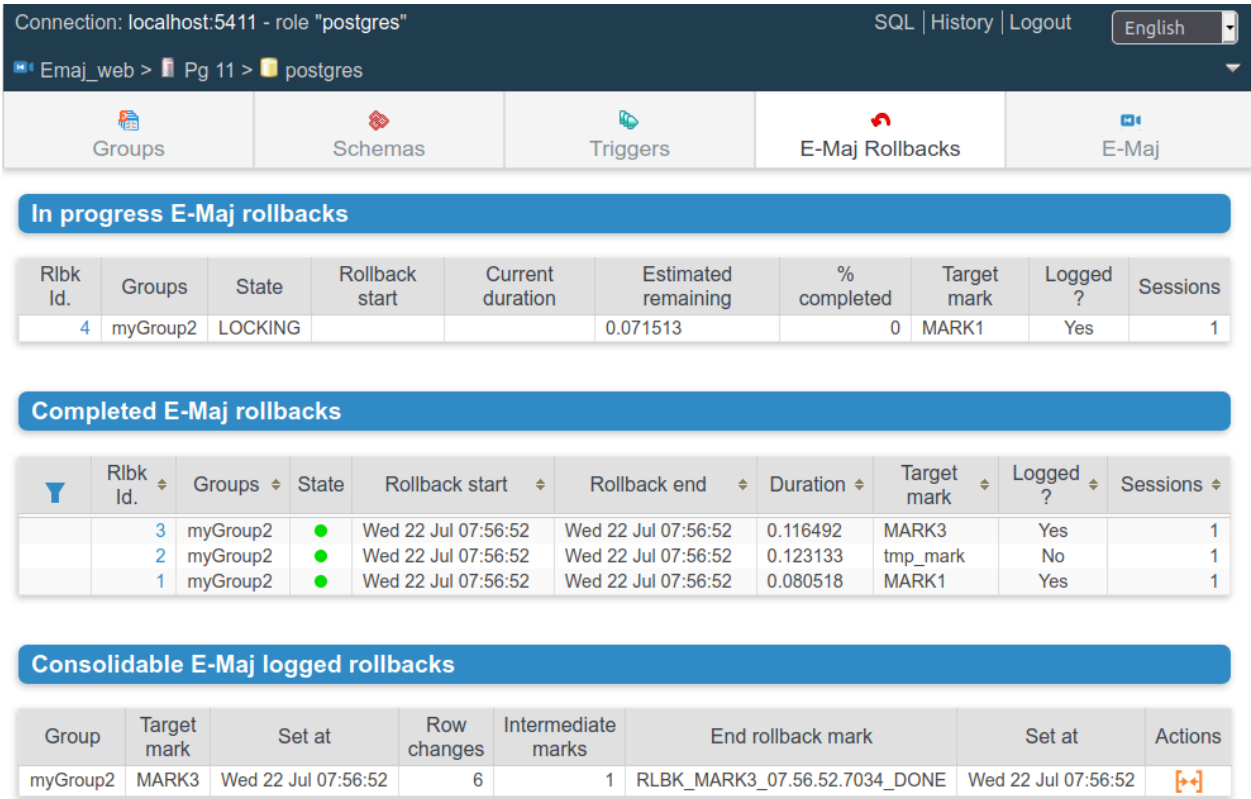 Connection: localhost:5411 - role "postgres" SQL | History | Logout English
Emaj_web > Pg 11 > postgres
Groups Schemas Triggers E-Maj Rollbacks E-Maj
In progress E-Maj rollbacks
Rlbk Id. Groups State Rollback start Current duration Estimated remaining % completed Target mark Logged ? Sessions
4 myGroup2 LOCKING 0.071513 0 MARK1 Yes 1
Completed E-Maj rollbacks
Rlbk Id. Groups State Rollback start Rollback end Duration Target mark Logged ? Sessions
3 myGroup2 Wed 22 Jul 07:56:52 Wed 22 Jul 07:56:52 0.116492 MARK3 Yes 1
2 myGroup2 Wed 22 Jul 07:56:52 Wed 22 Jul 07:56:52 0.123133 tmp_mark No 1
1 myGroup2 Wed 22 Jul 07:56:52 Wed 22 Jul 07:56:52 0.080518 MARK1 Yes 1
Consolidable E-Maj logged rollbacks
Group Target mark Set at Row changes Intermediate marks End rollback mark Set at Actions
myGroup2 MARK3 Wed 22 Jul 07:56:52 6 1 RLBK_MARK3_07.56.52.7034_DONE Wed 22 Jul 07:56:52